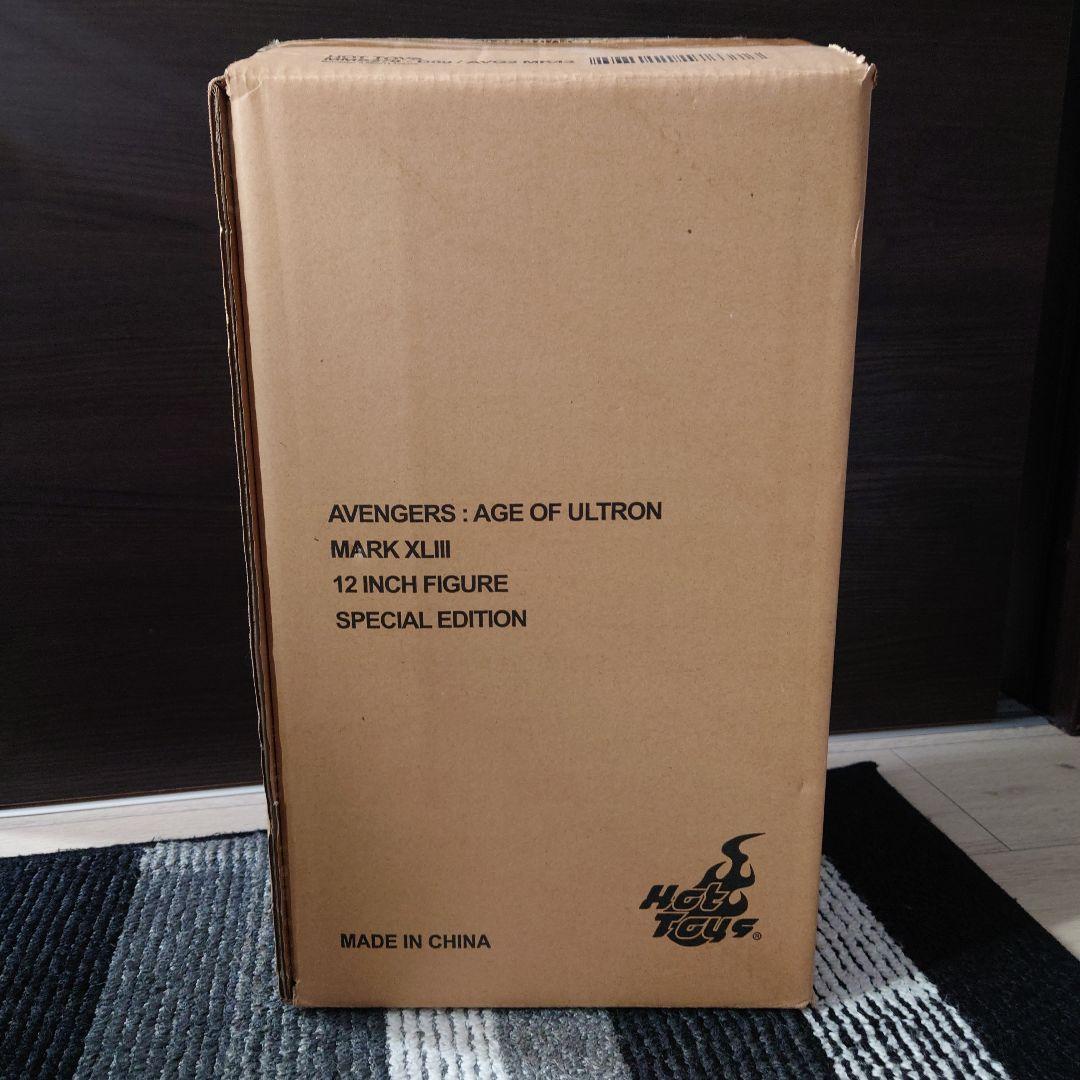 AVENGERS : AGE OF ULTRON
MARK XLIII
12 INCH FIGURE
SPECIAL EDITION
Hot
Toys®
MADE IN CHINA